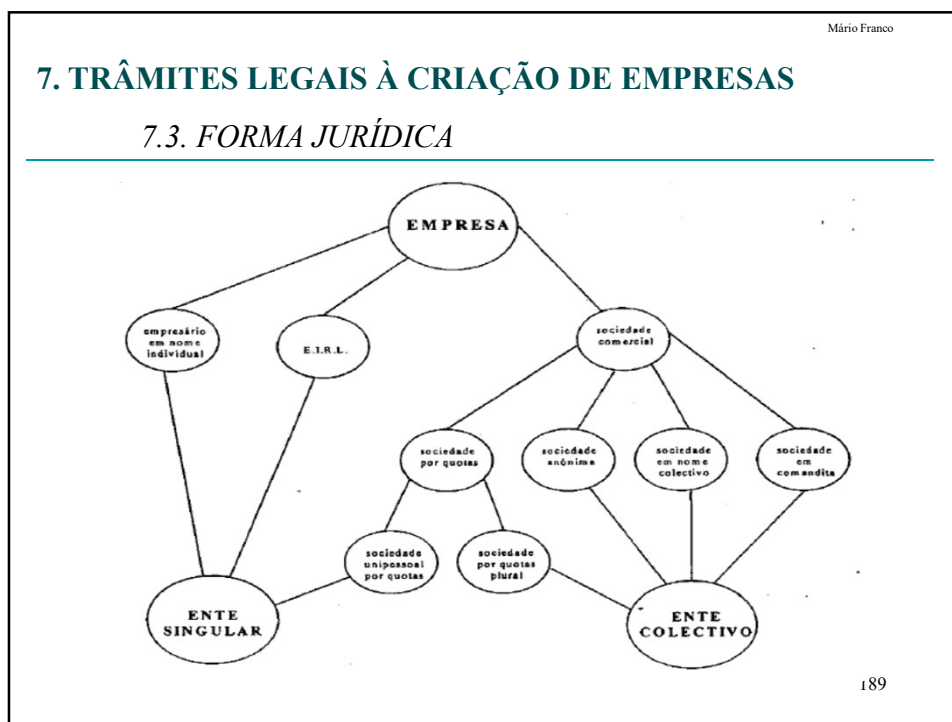 Mário Franco
7. TRÂMITES LEGAIS À CRIAÇÃO DE EMPRESAS
7.3. FORMA JURÍDICA
EMPRESA
empresário
em nome
individual
E.I.R.L.
sociedade
comercial
sociedade
por quotas
sociedade
anónima
sociedade
em nome
colectivo
sociedade
em
comandita
sociedade
unipessoal
por quotas
sociedade
por quotas
plural
ENTE
SINGULAR
ENTE
COLECTIVO
189